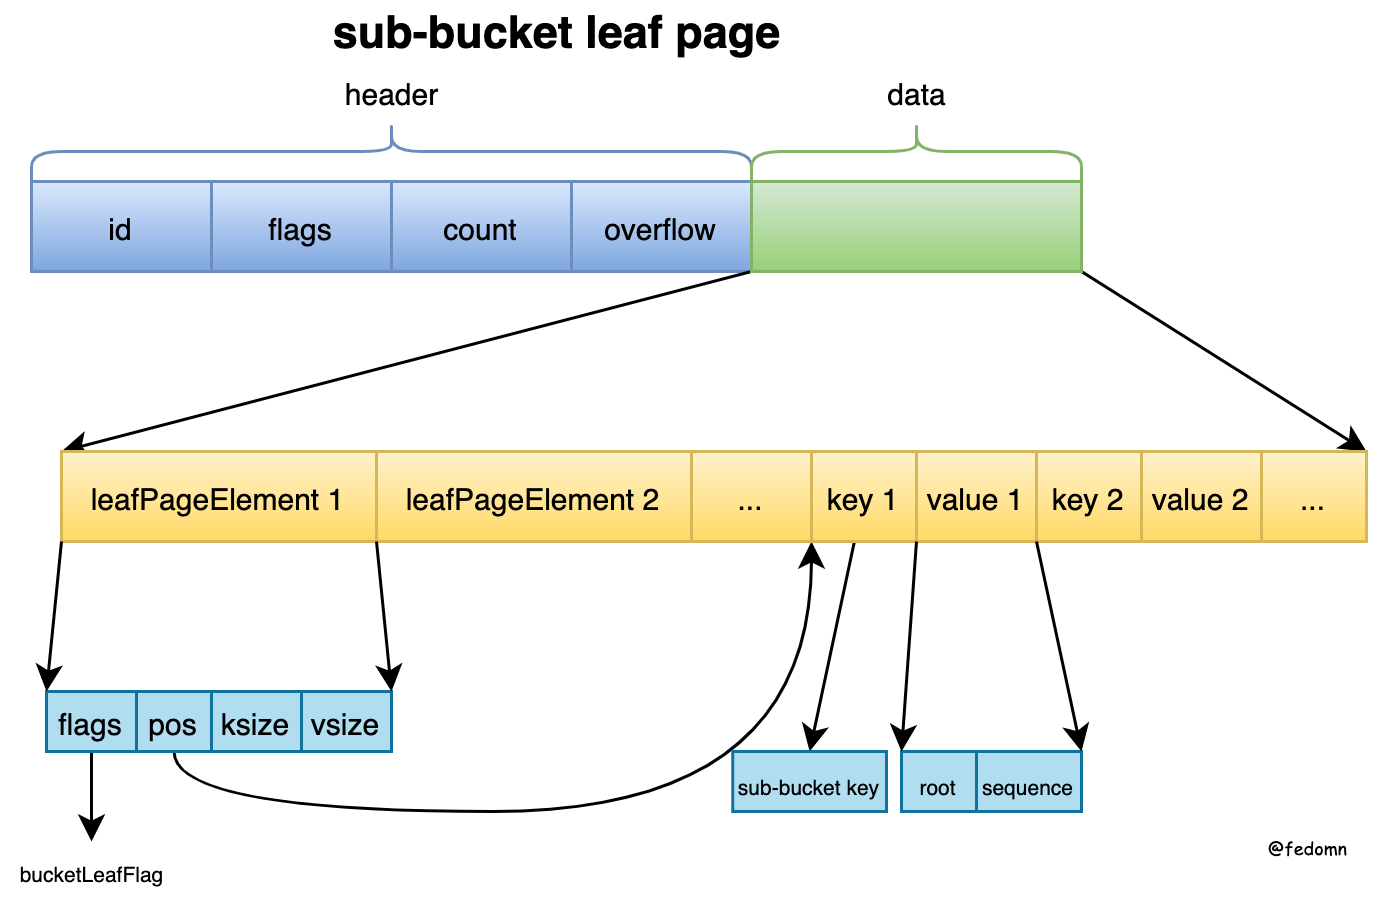 sub-bucket leaf page
header
data
id
flags
count
overflow
leafPageElement 1
leafPageElement 2
...
key 1
value 1
key 2
value 2
...
flags
pos
ksize
vsize
sub-bucket key
root
sequence
bucketLeafFlag
@fedomn